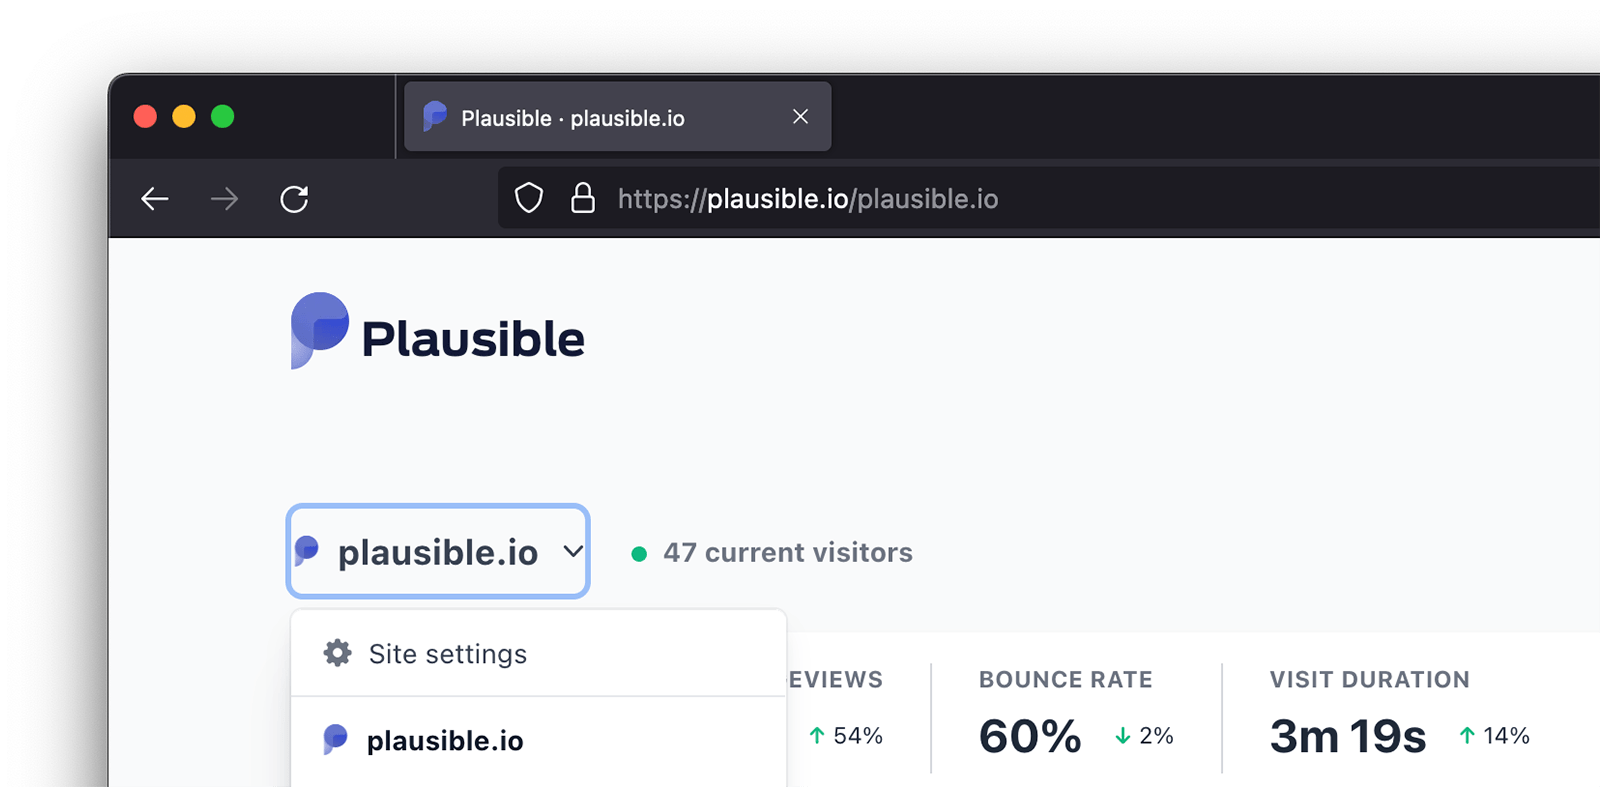 Plausible · plausible.io
https://plausible.io/plausible.io
Plausible
plausible.io
47 current visitors
Site settings
plausible.io
EVIEWS
54%
BOUNCE RATE
60% 2%
VISIT DURATION
3m 19s 14%